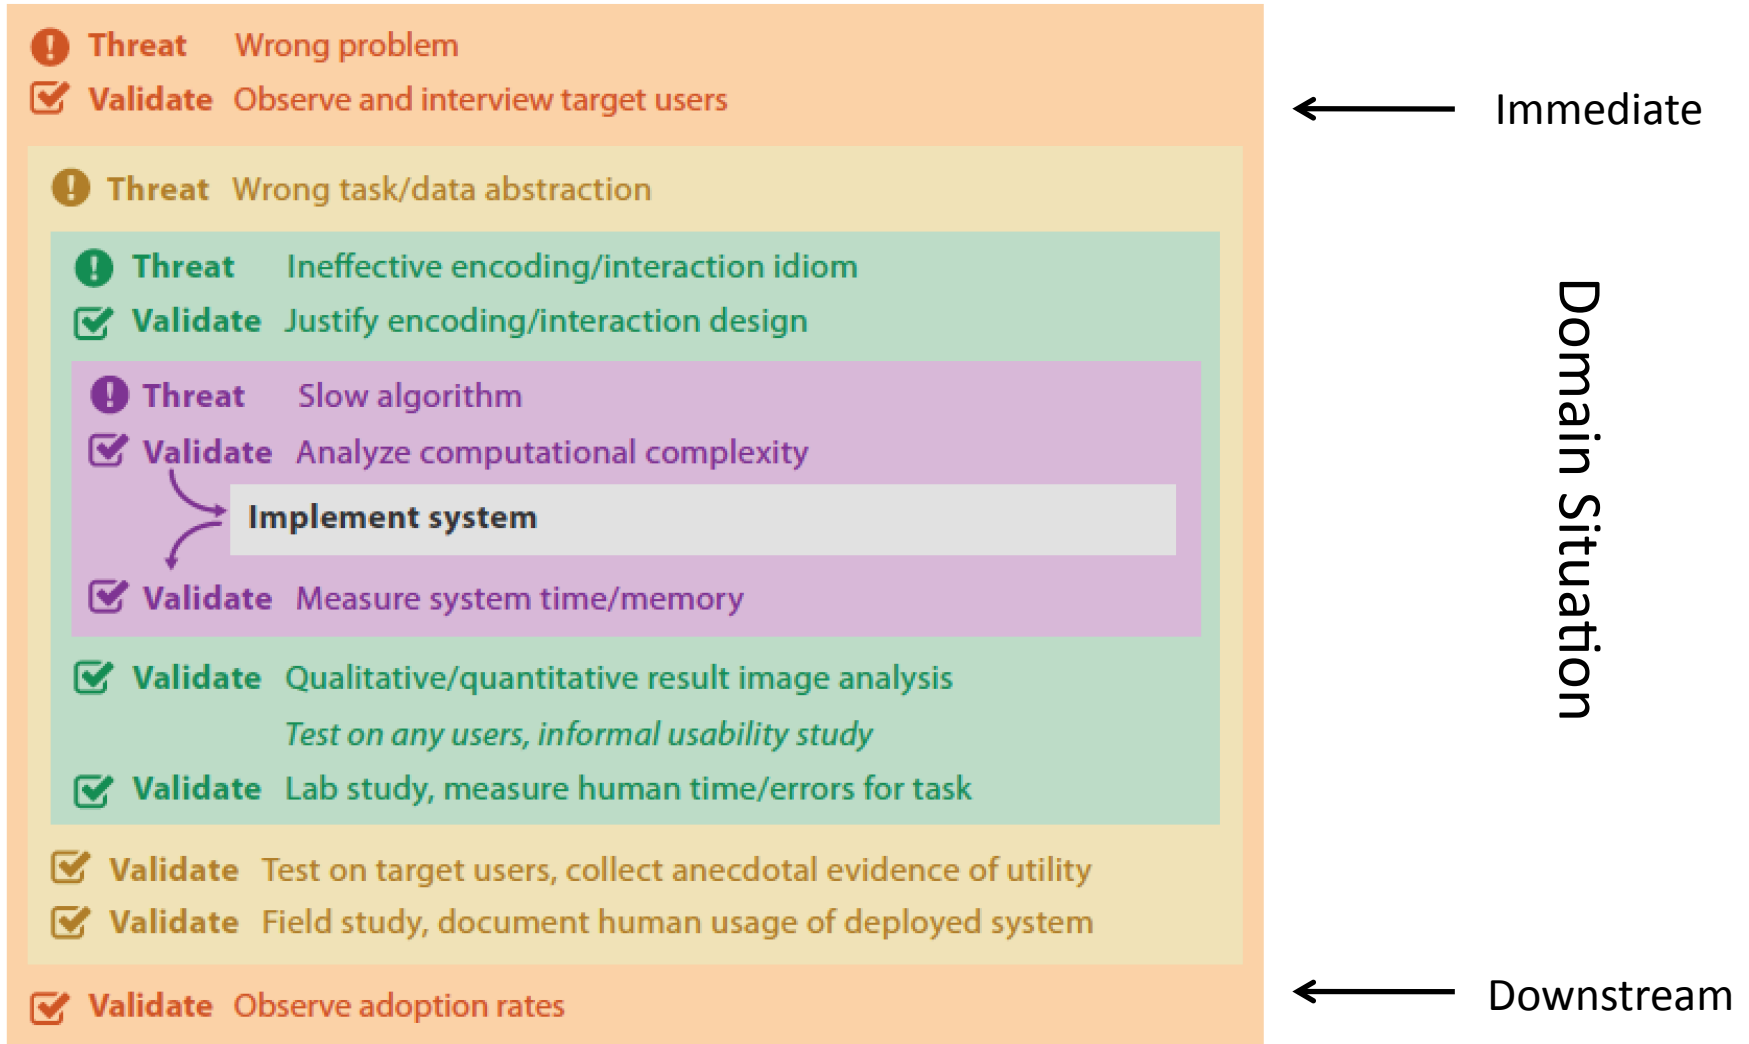 Threat Wrong problem
Validate Observe and interview target users
Immediate
Threat Wrong task/data abstraction
Threat Ineffective encoding/interaction idiom
Validate Justify encoding/interaction design
Threat Slow algorithm
Validate Analyze computational complexity
Implement system
Validate Measure system time/memory
Validate Qualitative/quantitative result image analysis
Test on any users, informal usability study
Validate Lab study, measure human time/errors for task
Validate Test on target users, collect anecdotal evidence of utility
Validate Field study, document human usage of deployed system
Validate Observe adoption rates
Domain Situation
Downstream